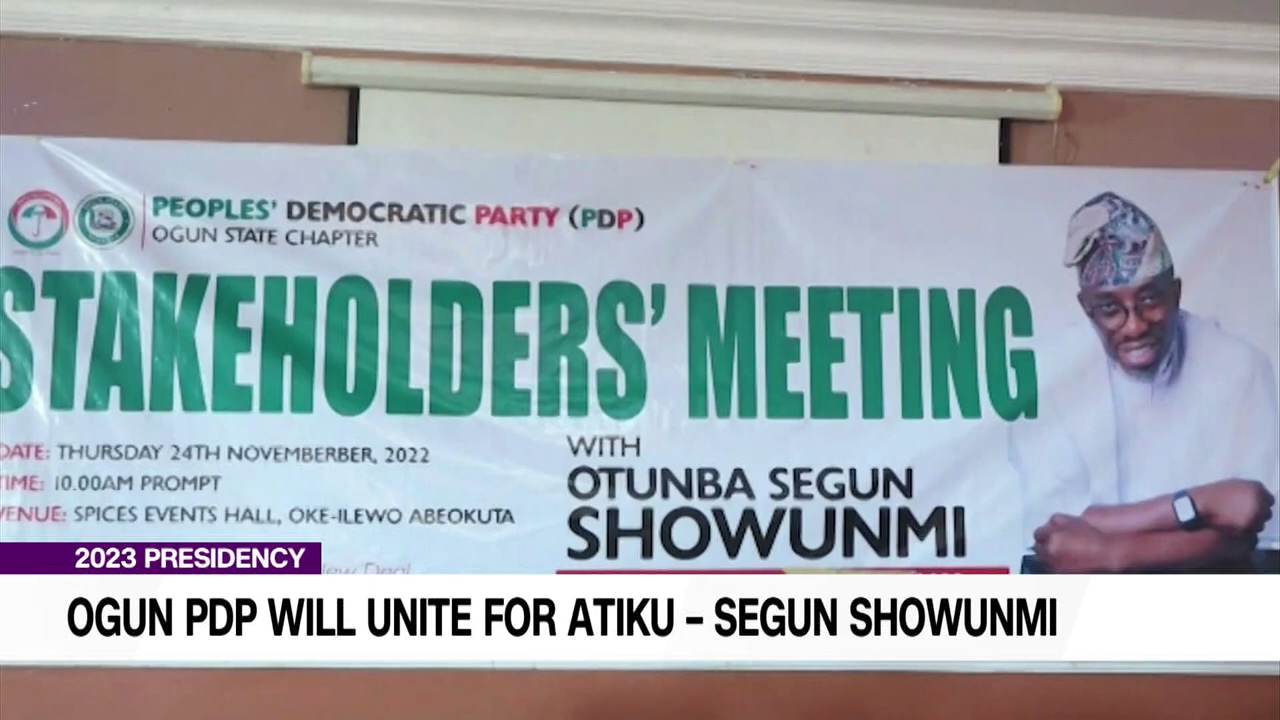 PEOPLES' DEMOCRATIC PARTY (PDP)
OGUN STATE CHAPTER
STAKEHOLDERS' MEETING
DATE: THURSDAY 24TH NOVEMBERBER, 2022
TIME: 10.00AM PROMPT
VENUE: SPICES EVENTS HALL, OKE-ILEWO ABEOKUTA
WITH
OTUNBA SEGUN
SHOWUNMI
2023 PRESIDENCY
OGUN PDP WILL UNITE FOR ATIKU – SEGUN SHOWUNMI